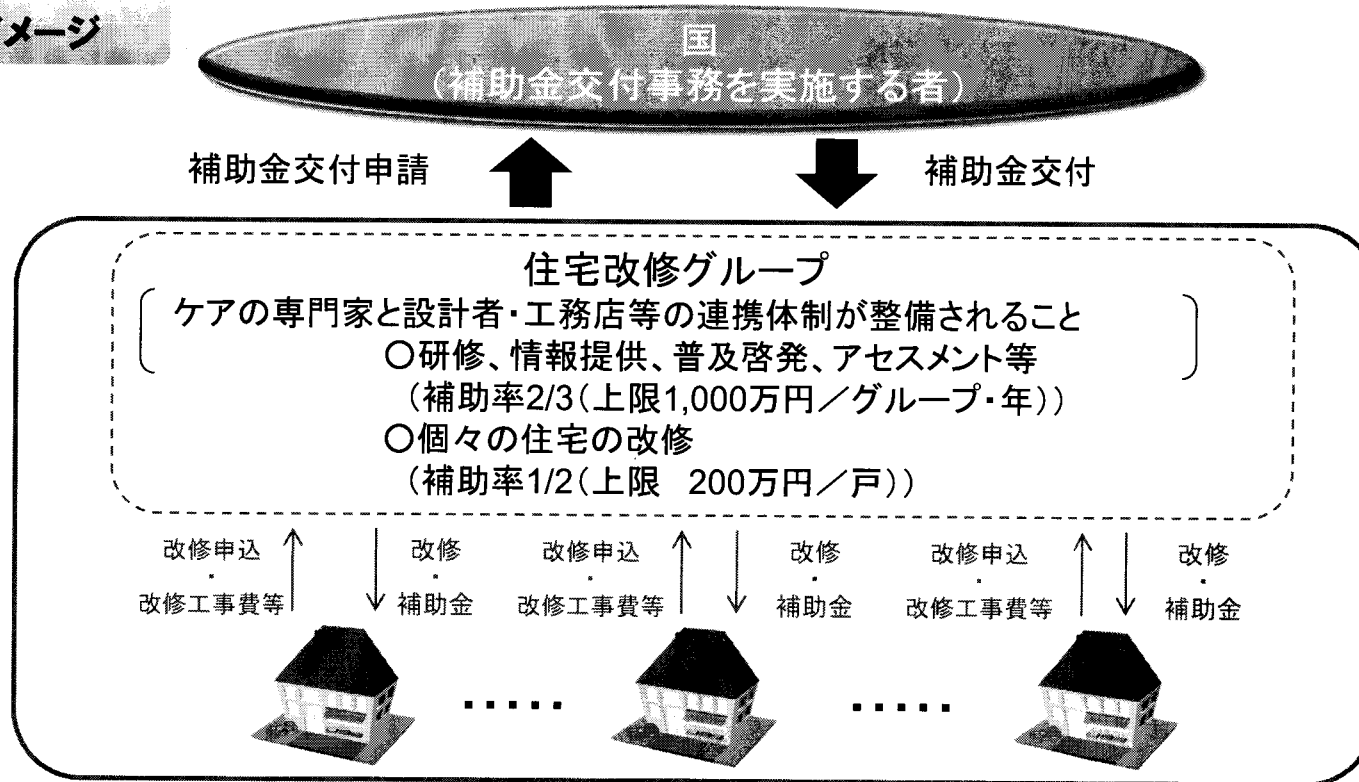 イメージ
国
(補助金交付事務を実施する者)
補助金交付申請
補助金交付
住宅改修グループ
ケアの専門家と設計者・工務店等の連携体制が整備されること
○研修、情報提供、普及啓発、アセスメント等
(補助率2/3(上限1,000万円/グループ・年))
○個々の住宅の改修
(補助率1/2(上限 200万円/戸))
改修申込
・
改修工事費等
改修
・
補助金
改修申込
・
改修工事費等
改修
・
補助金
改修申込
・
改修工事費等
改修
・
補助金